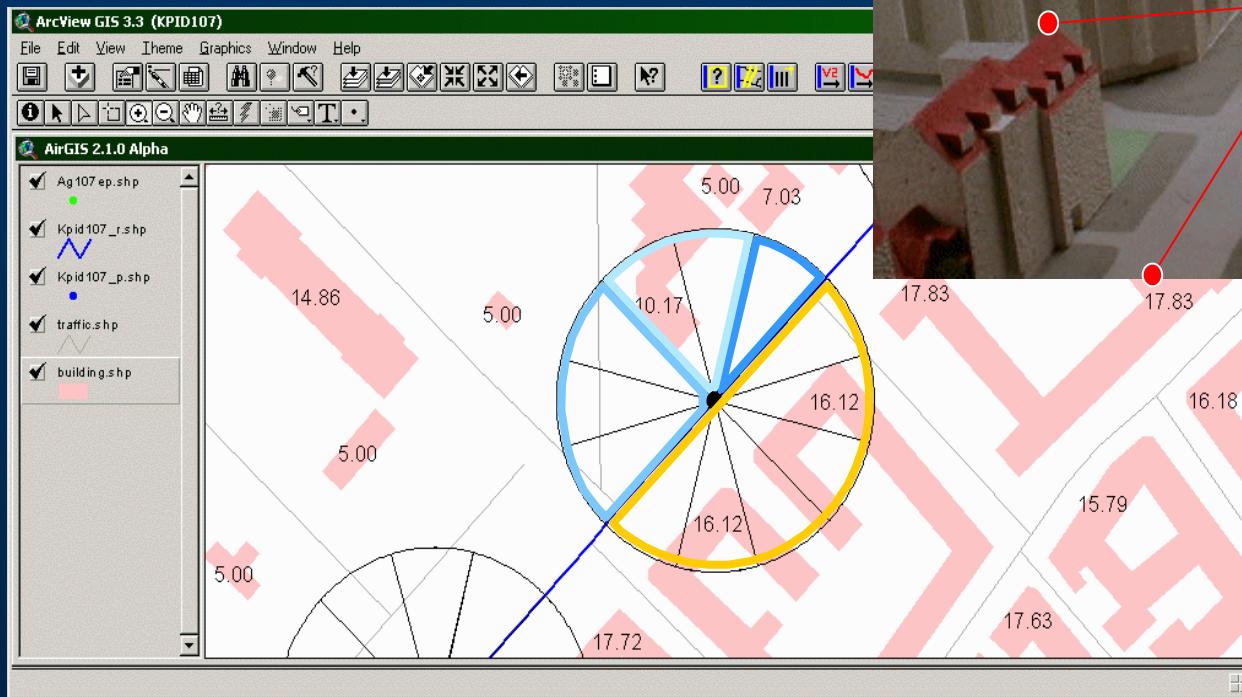 ArcView GIS 3.3 (KPID107)
File Edit View Theme Graphics Window Help
?
?
V2
i
T
AirGIS 2.1.0 Alpha
Ag107ep.shp
Kpid107_r.shp
Kpid107_p.shp
traffic.shp
building.shp
5.00
7.03
14.86
5.00
10.17
17.83
17.83
16.12
16.18
5.00
15.79
16.12
5.00
17.63
17.72